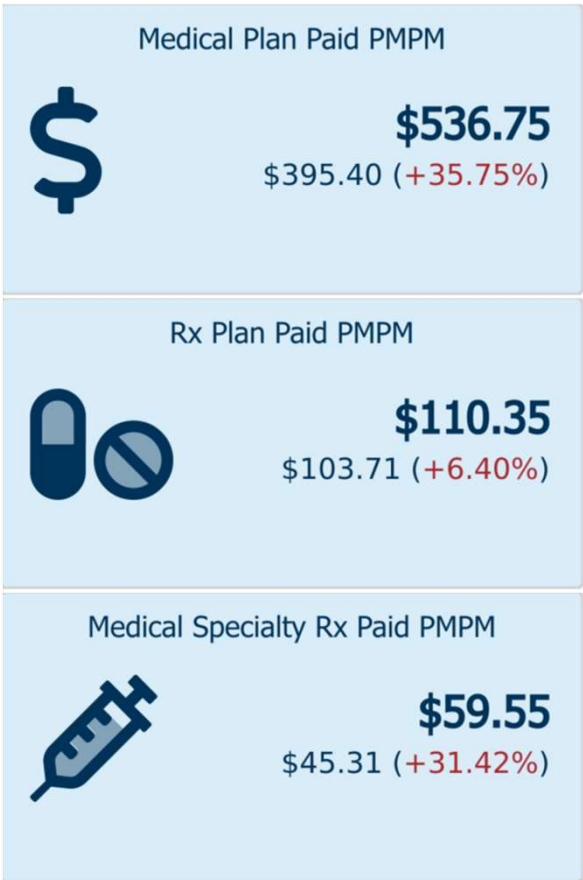 Medical Plan Paid PMPM
$536.75
$395.40 (+35.75%)
Rx Plan Paid PMPM
$110.35
$103.71 (+6.40%)
Medical Specialty Rx Paid PMPM
$59.55
$45.31 (+31.42%)